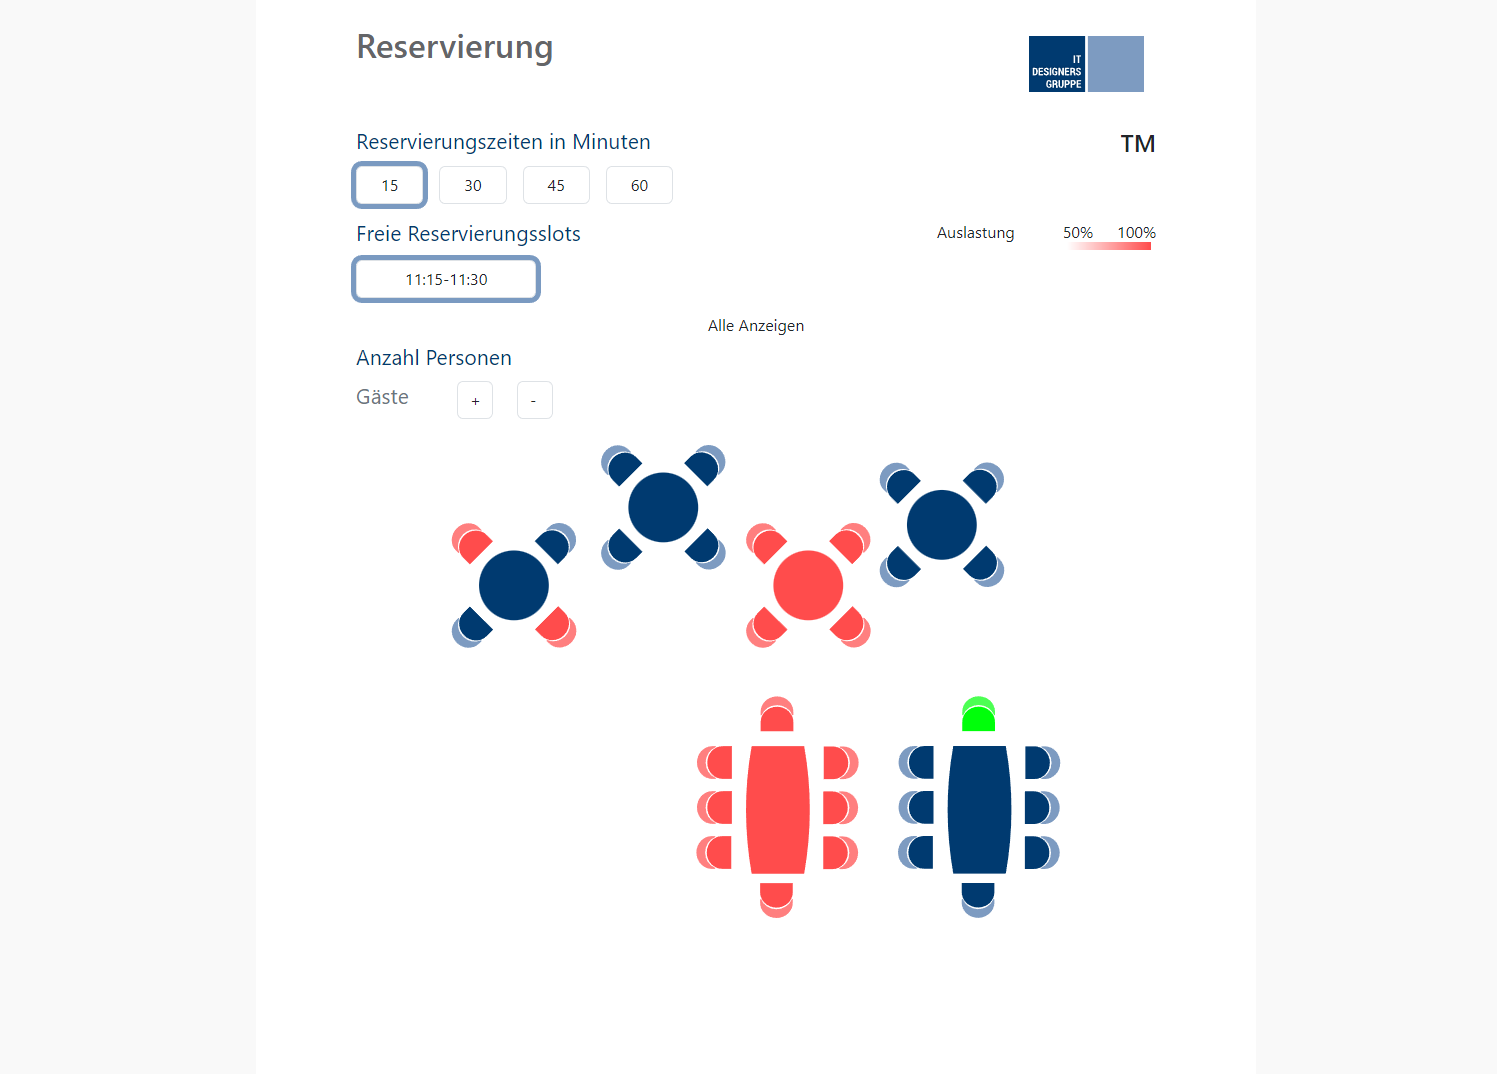 Reservierung
IT
DESIGNERS
GRUPPE
Reservierungszeiten in Minuten
TM
15
30
45
60
Freie Reservierungsslots
Auslastung
50%
100%
11:15-11:30
Alle Anzeigen
Anzahl Personen
Gäste
+
-